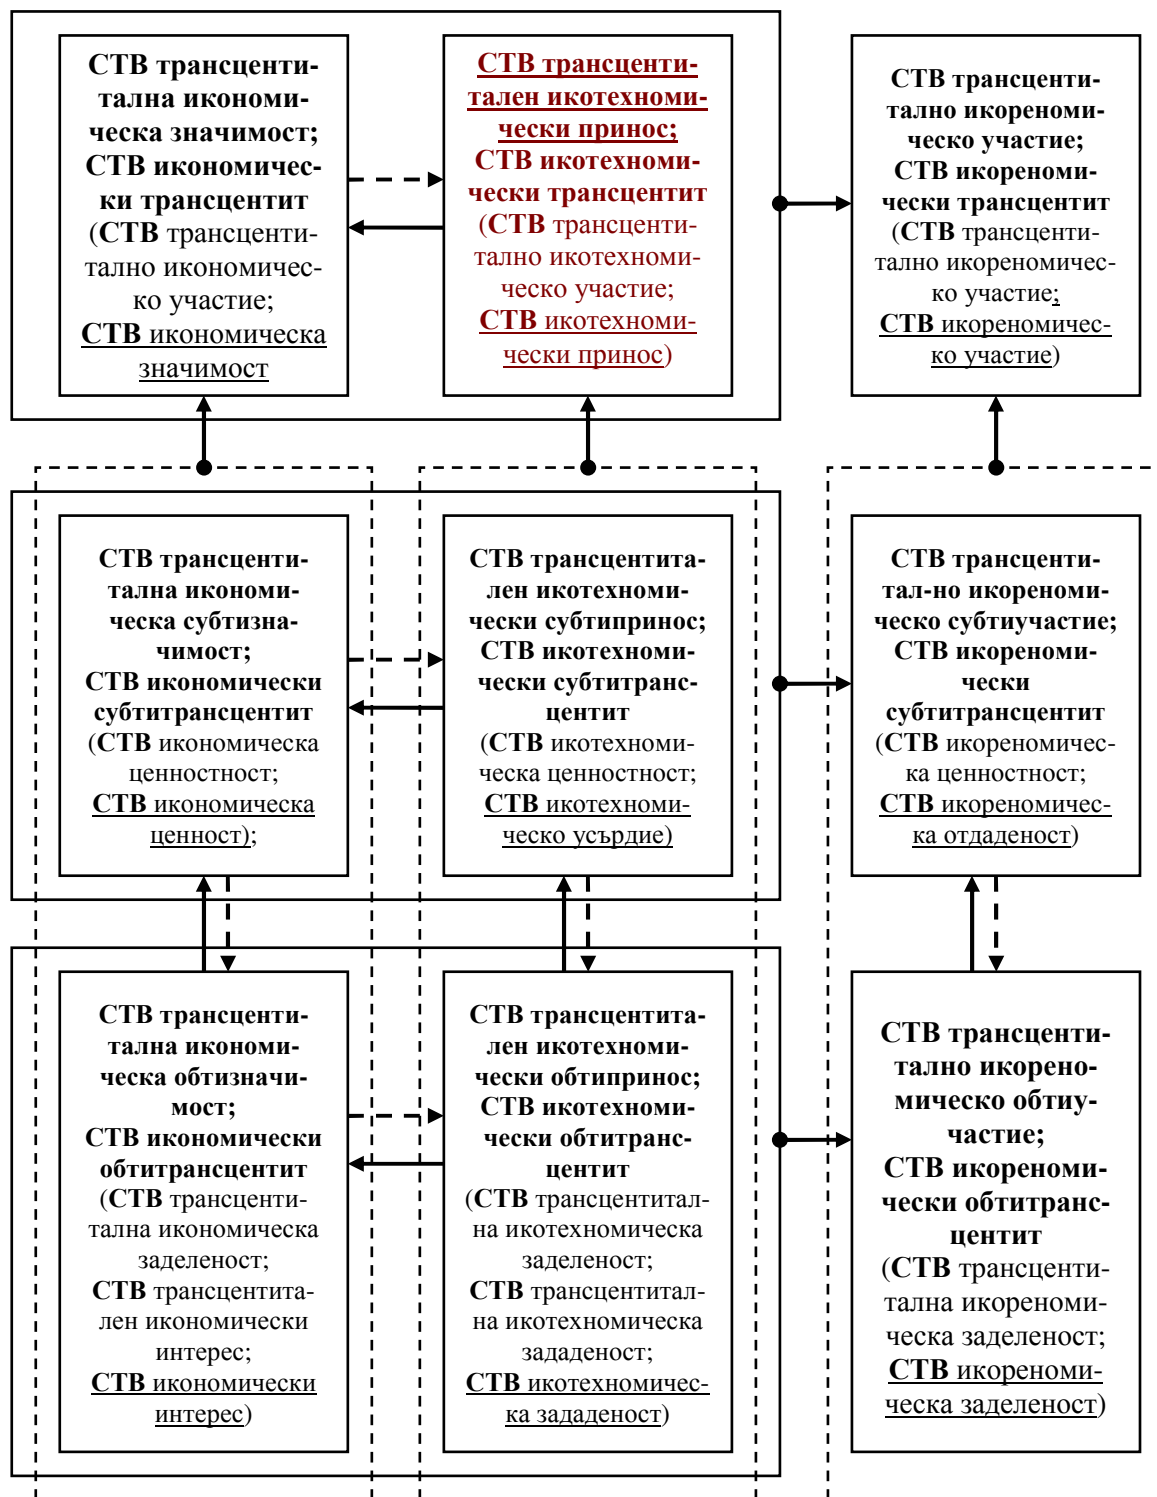 СТВ трансценти-
тална икономи-
ческа значимост;
СТВ икономичес-
ки трансцентит
(СТВ трансценти-
тално икономичес-
ко участие;
СТВ икономическа
значимост
СТВ трансценти-
тален икотехноми-
чески принос;
СТВ икотехноми-
чески трансцентит
(СТВ трансценти-
тално икотехноми-
ческо участие;
СТВ икотехноми-
чески принос)
СТВ трансценти-
тално икореноми-
ческо участие;
СТВ икореноми-
чески трансцентит
(СТВ трансценти-
тално икореномичес-
ко участие;
СТВ икореномичес-
ко участие)
СТВ трансценти-
тална икономи-
ческа субтизна-
чимост;
СТВ икономически
субтитрансцентит
(СТВ икономическа
ценностност;
СТВ икономическа
ценност);
СТВ трансцентита-
лен икотехноми-
чески субтипринос;
СТВ икотехноми-
чески субтитранс-
центит
(СТВ икотехноми-
ческа ценностност;
СТВ икотехноми-
ческо усърдие)
СТВ трансценти-
тал-но икореноми-
ческо субтиучастие;
СТВ икореноми-
чески
субтитрансцентит
(СТВ икореномичес-
ка ценностност;
СТВ икореномичес-
ка отдаденост)
СТВ трансценти-
тална икономи-
ческа обтизначи-
мост;
СТВ икономически
обтитрансцентит
(СТВ трансценти-
тална икономическа
заделеност;
СТВ трансцентита-
лен икономически
интерес;
СТВ икономически
интерес)
СТВ трансцентита-
лен икотехноми-
чески обтипринос;
СТВ икотехноми-
чески обтитранс-
центит
(СТВ трансцентитал-
на икотехномическа
заделеност;
СТВ трансцентитал-
на икотехномическа
зададеност;
СТВ икотехномичес-
ка зададеност)
СТВ трансценти-
тално икорено-
мическо обтиу-
частие;
СТВ икореноми-
чески обтитранс-
центит
(СТВ трансценти-
тална икореноми-
ческа заделеност;
СТВ икореноми-
ческа заделеност)